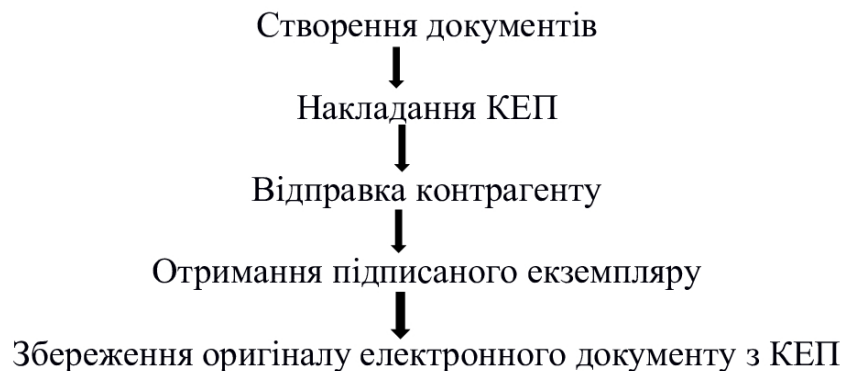 Створення документів
Накладання КЕП
Відправка контрагенту
Отримання підписаного екземпляру
Збереження оригіналу електронного документу з КЕП